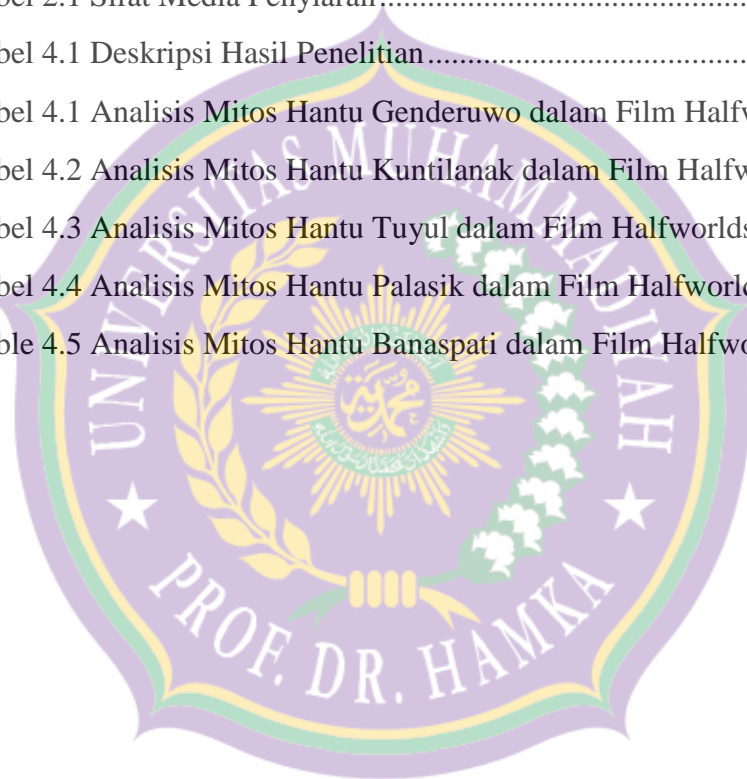 bel 2.1 Sifat Media Penyiaran
bel 4.1 Deskripsi Hasil Penelitian
bel 4.1 Analisis Mitos Hantu Genderuwo dalam Film Halfw
bel 4.2 Analisis Mitos Hantu Kuntilanak dalam Film Halfw
bel 4.3 Analisis Mitos Hantu Tuyul dalam Film Halfworlds
bel 4.4 Analisis Mitos Hantu Palasik dalam Film Halfworld
ble 4.5 Analisis Mitos Hantu Banaspati dalam Film Halfwo
UNIVERSITAS MUHAMMADIYAH
PROF. DR. HAMKA